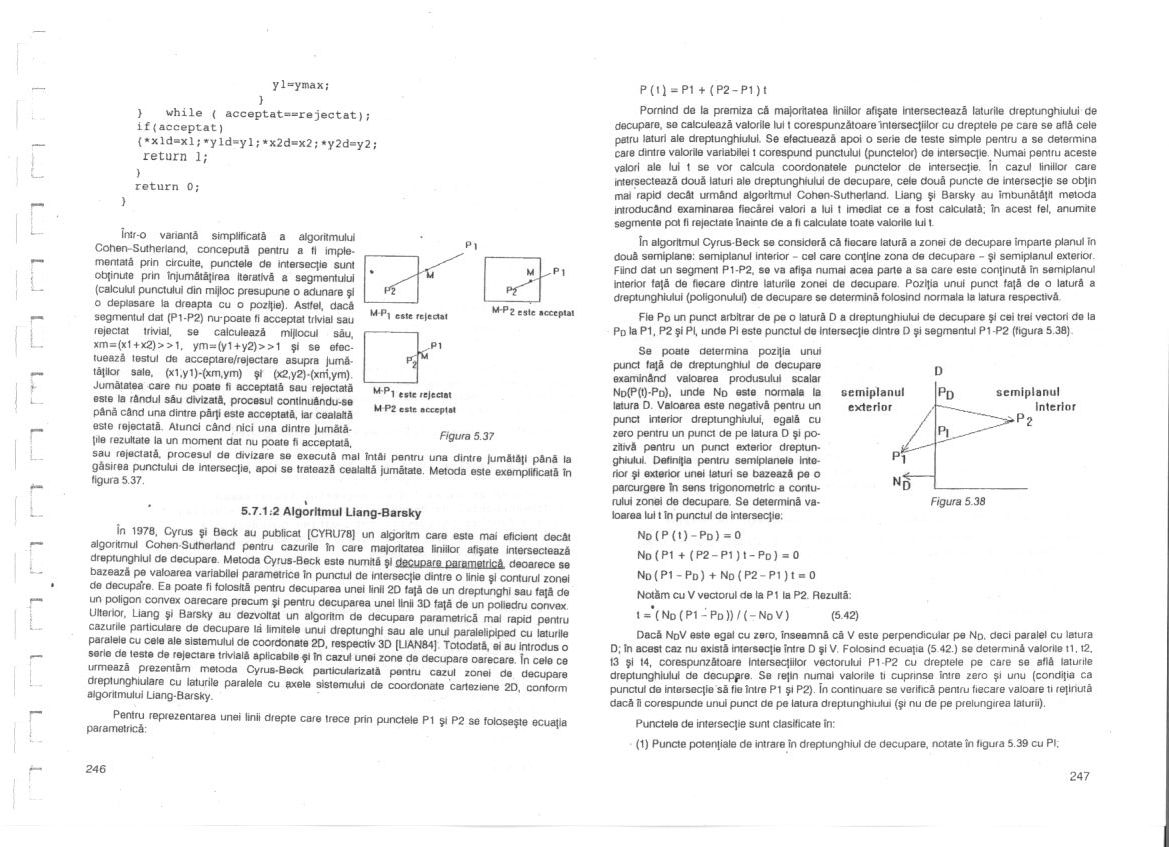 y1=ymax;
}
} while ( acceptat==rejectat);
if(acceptat)
{*x1d=x1;*y1d=y1;*x2d=x2;*y2d=y2;
return 1;
}
return 0;
}
Într-o variantă simplificată a algoritmului
Cohen-Sutherland, concepută pentru a fi imple-
mentată prin circuite, punctele de intersecţie sunt
obţinute prin înjumătăţirea iterativă a segmentului
(calculul punctului din mijloc presupune o adunare şi
o deplasare la dreapta cu o poziţie). Astfel, dacă
segmentul dat (P1-P2) nu poate fi acceptat trivial sau
rejectat trivial, se calculează mijlocul său,
xm=(x1+x2)>>1, ym=(y1+y2)>>1 şi se efec-
tuează testul de acceptare/rejectare asupra jumă-
tăţilor sale, (x1,y1)-(xm,ym) şi (x2,y2)-(xm,ym).
Jumătatea care nu poate fi acceptată sau rejectată
este la rândul său divizată, procesul continuându-se
până când una dintre părţi este acceptată, iar cealaltă
este rejectată. Atunci când nici una dintre jumătă-
ţile rezultate la un moment dat nu poate fi acceptată,
P1
M
P2
M-P1 este rejectat
M
P1
P2
M-P2 este acceptat
P1
M
P2
M-P1 este rejectat
M-P2 este acceptat
Figura 5.37
sau rejectată, procesul de divizare se execută mai întâi pentru una dintre jumătăţi până la
găsirea punctului de intersecţie, apoi se tratează cealaltă jumătate. Metoda este exemplificată în
figura 5.37.
5.7.1.2 Algoritmul Liang-Barsky
În 1978, Cyrus şi Beck au publicat [CYRU78] un algoritm care este mai eficient decât
algoritmul Cohen-Sutherland pentru cazurile în care majoritatea liniilor afişate intersectează
dreptunghiul de decupare. Metoda Cyrus-Beck este numită şi decupare parametrică, deoarece se
bazează pe valoarea variabilei parametrice în punctul de intersecţie dintre o linie şi conturul zonei
de decupare. Ea poate fi folosită pentru decuparea unei linii 2D faţă de un dreptunghi sau faţă de
un poligon convex oarecare precum şi pentru decuparea unei linii 3D faţă de un poliedru convex.
Ulterior, Liang şi Barsky au dezvoltat un algoritm de decupare parametrică mai rapid pentru
cazurile particulare de decupare la limitele unui dreptunghi sau ale unui paralelipiped cu laturile
paralele cu cele ale sistemului de coordonate 2D, respectiv 3D [LIAN84]. Totodată, ei au introdus o
serie de teste de rejectare trivială aplicabile şi în cazul unei zone de decupare oarecare. În cele ce
urmează prezentăm metoda Cyrus-Beck particularizată pentru cazul zonei de decupare
dreptunghiulare cu laturile paralele cu axele sistemului de coordonate carteziene 2D, conform
algoritmului Liang-Barsky.
Pentru reprezentarea unei linii drepte care trece prin punctele P1 şi P2 se foloseşte ecuaţia
parametrică:
246
P (t) = P1 + ( P2 – P1 ) t
Pornind de la premiza că majoritatea liniilor afişate intersectează laturile dreptunghiului de
decupare, se calculează valorile lui t corespunzătoare intersecţiilor cu dreptele pe care se află cele
patru laturi ale dreptunghiului. Se efectuează apoi o serie de teste simple pentru a se determina
care dintre valorile variabilei t corespund punctului (punctelor) de intersecţie. Numai pentru aceste
valori ale lui t se vor calcula coordonatele punctelor de intersecţie. În cazul liniilor care
intersectează două laturi ale dreptunghiului de decupare, cele două puncte de intersecţie se obţin
mai rapid decât urmând algoritmul Cohen-Sutherland. Liang şi Barsky au îmbunătăţit metoda
introducând examinarea fiecărei valori a lui t imediat ce a fost calculată; în acest fel, anumite
segmente pot fi rejectate înainte de a fi calculate toate valorile lui t.
În algoritmul Cyrus-Beck se consideră că fiecare latură a zonei de decupare împarte planul în
două semiplane: semiplanul interior – cel care conţine zona de decupare – şi semiplanul exterior.
Fiind dat un segment P1-P2, se va afişa numai acea parte a sa care este conţinută în semiplanul
interior faţă de fiecare dintre laturile zonei de decupare. Poziţia unui punct faţă de o latură a
dreptunghiului (poligonului) de decupare se determină folosind normala la latura respectivă.
Fie PD un punct arbitrar de pe o latură D a dreptunghiului de decupare şi cei trei vectori de la
PD la P1, P2 şi PI, unde Pi este punctul de intersecţie dintre D şi segmentul P1-P2 (figura 5.38).
Se poate determina poziţia unui
punct faţă de dreptunghiul de decupare
examinând valoarea produsului scalar
ND(P(t)-PD), unde ND este normala la
latura D. Valoarea este negativă pentru un
punct interior dreptunghiului, egală cu
zero pentru un punct de pe latura D şi po-
zitivă pentru un punct exterior dreptun-
ghiului. Definiţia pentru semiplanele inte-
rior şi exterior unei laturi se bazează pe o
parcurgere în sens trigonometric a contu-
rului zonei de decupare. Se determină va-
loarea lui t în punctul de intersecţie:
D
semiplanul
exterior
PD
semiplanul
interior
P2
PI
P1
ND
Figura 5.38
ND ( P (t) – PD ) = 0
ND ( P1 + ( P2 – P1 ) t – PD ) = 0
ND ( P1 – PD ) + ND ( P2 – P1 ) t = 0
Notăm cu V vectorul de la P1 la P2. Rezultă:
t = ( ND ( P1 – PD )) / ( – ND V ) (5.42)
Dacă NDV este egal cu zero, înseamnă că V este perpendicular pe ND, deci paralel cu latura
D; în acest caz nu există intersecţie între D şi V. Folosind ecuaţia (5.42.) se determină valorile t1, t2,
t3 şi t4, corespunzătoare intersecţiilor vectorului P1-P2 cu dreptele pe care se află laturile
dreptunghiului de decupare. Se reţin numai valorile ti cuprinse între zero şi unu (condiţia ca
punctul de intersecţie să fie între P1 şi P2). În continuare se verifică pentru fiecare valoare ti reţinută
dacă îi corespunde unui punct de pe latura dreptunghiului (şi nu de pe prelungirea laturii).
Punctele de intersecţie sunt clasificate în:
(1) Puncte potenţiale de intrare în dreptunghiul de decupare, notate în figura 5.39 cu PI;
247